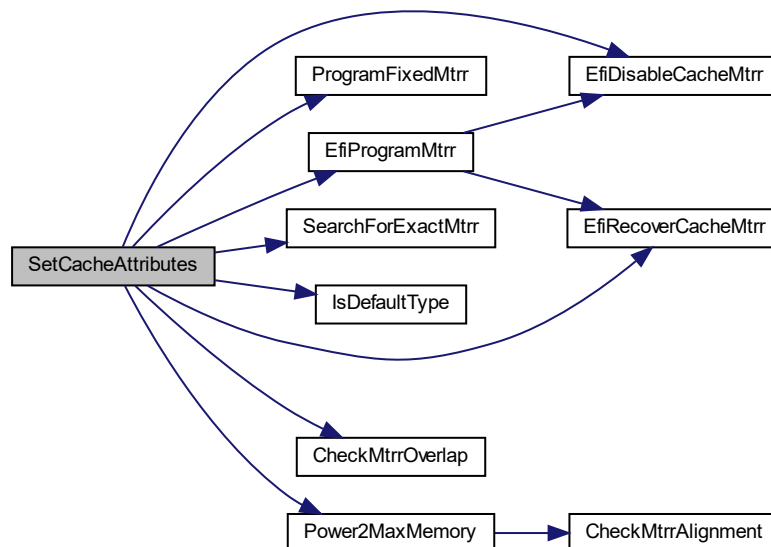 ProgramFixedMtrr
EfiDisableCacheMtrr
EfiProgramMtrr
SearchForExactMtrr
EfiRecoverCacheMtrr
SetCacheAttributes
IsDefaultType
CheckMtrrOverlap
Power2MaxMemory
CheckMtrrAlignment